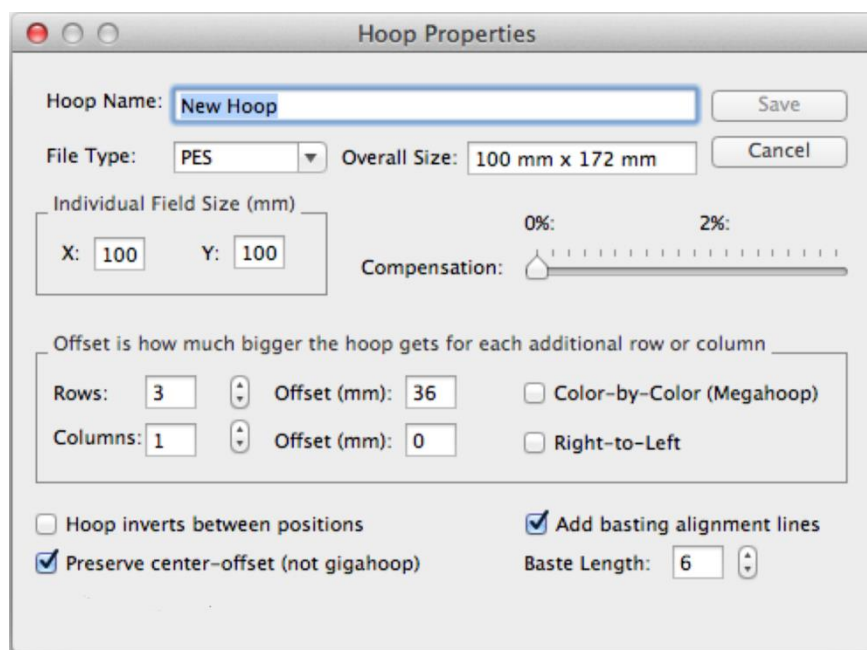 Hoop Properties
Hoop Name: New Hoop Save
File Type: PES Overall Size: 100 mm x 172 mm Cancel
Individual Field Size (mm)
X: 100 Y: 100
0%: 2%:
Compensation:
Offset is how much bigger the hoop gets for each additional row or column
Rows: 3 Offset (mm): 36 Color-by-Color (Megahoop)
Columns: 1 Offset (mm): 0 Right-to-Left
Hoop inverts between positions Add basting alignment lines
Preserve center-offset (not gigahoop) Baste Length: 6